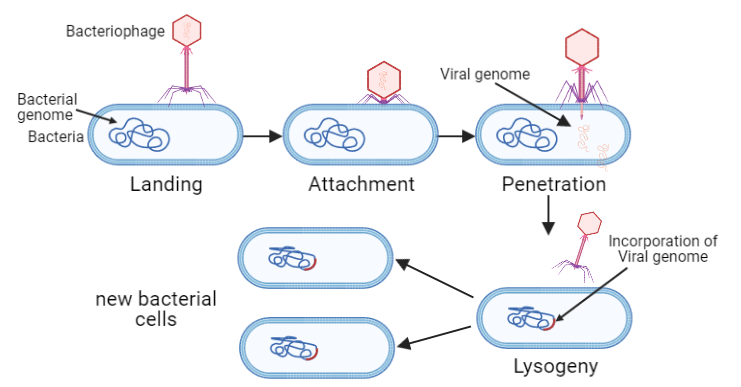 Bacteriophage
Bacterial
genome
Bacteria
Viral genome
Landing
Attachment
Penetration
Incorporation of
Viral genome
new bacterial
cells
Lysogeny